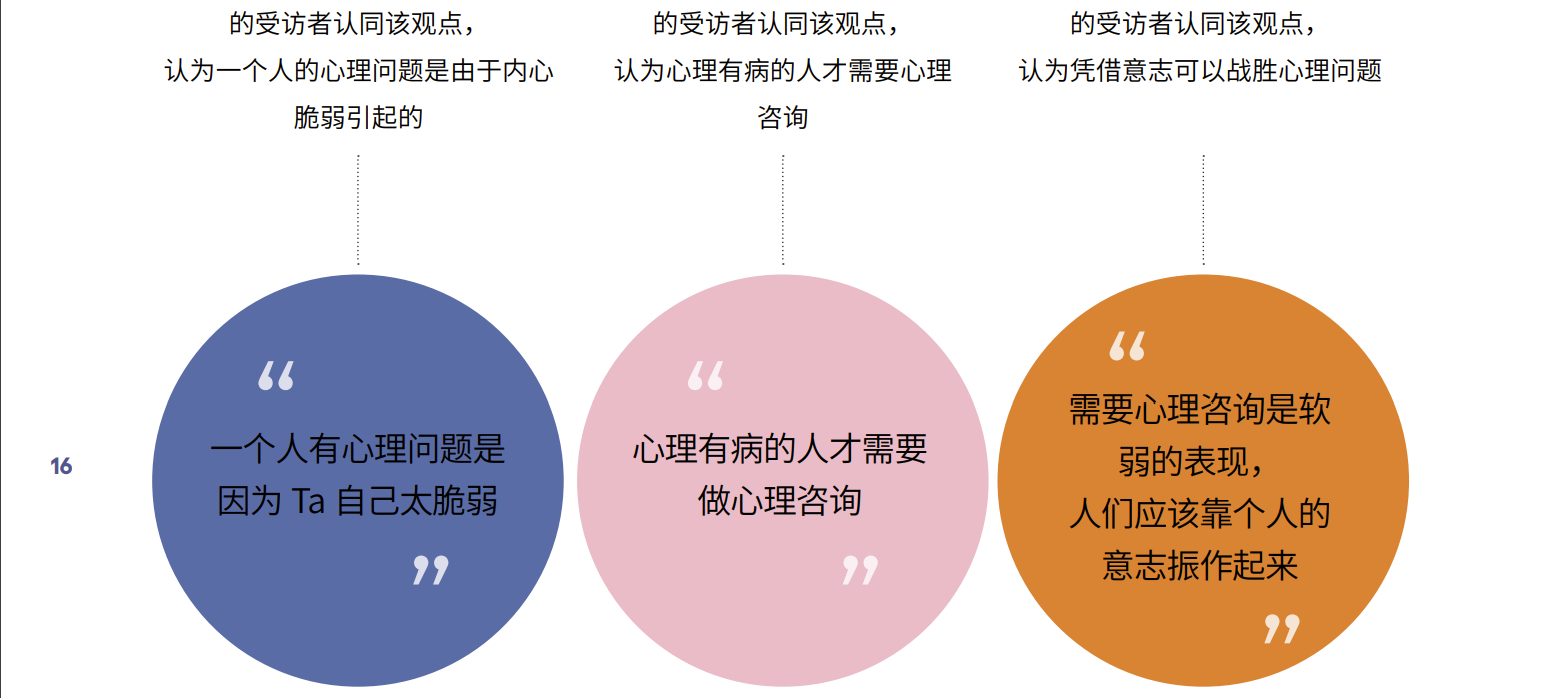 的受访者认同该观点，
认为一个人的心理问题是由于内心
脆弱引起的
的受访者认同该观点，
认为心理有病的人才需要心理
咨询
的受访者认同该观点，
认为凭借意志可以战胜心理问题
“
一个人有心理问题是
因为 Ta 自己太脆弱
”
“
心理有病的人才需要
做心理咨询
”
“
需要心理咨询是软
弱的表现，
人们应该靠个人的
意志振作起来
”
16